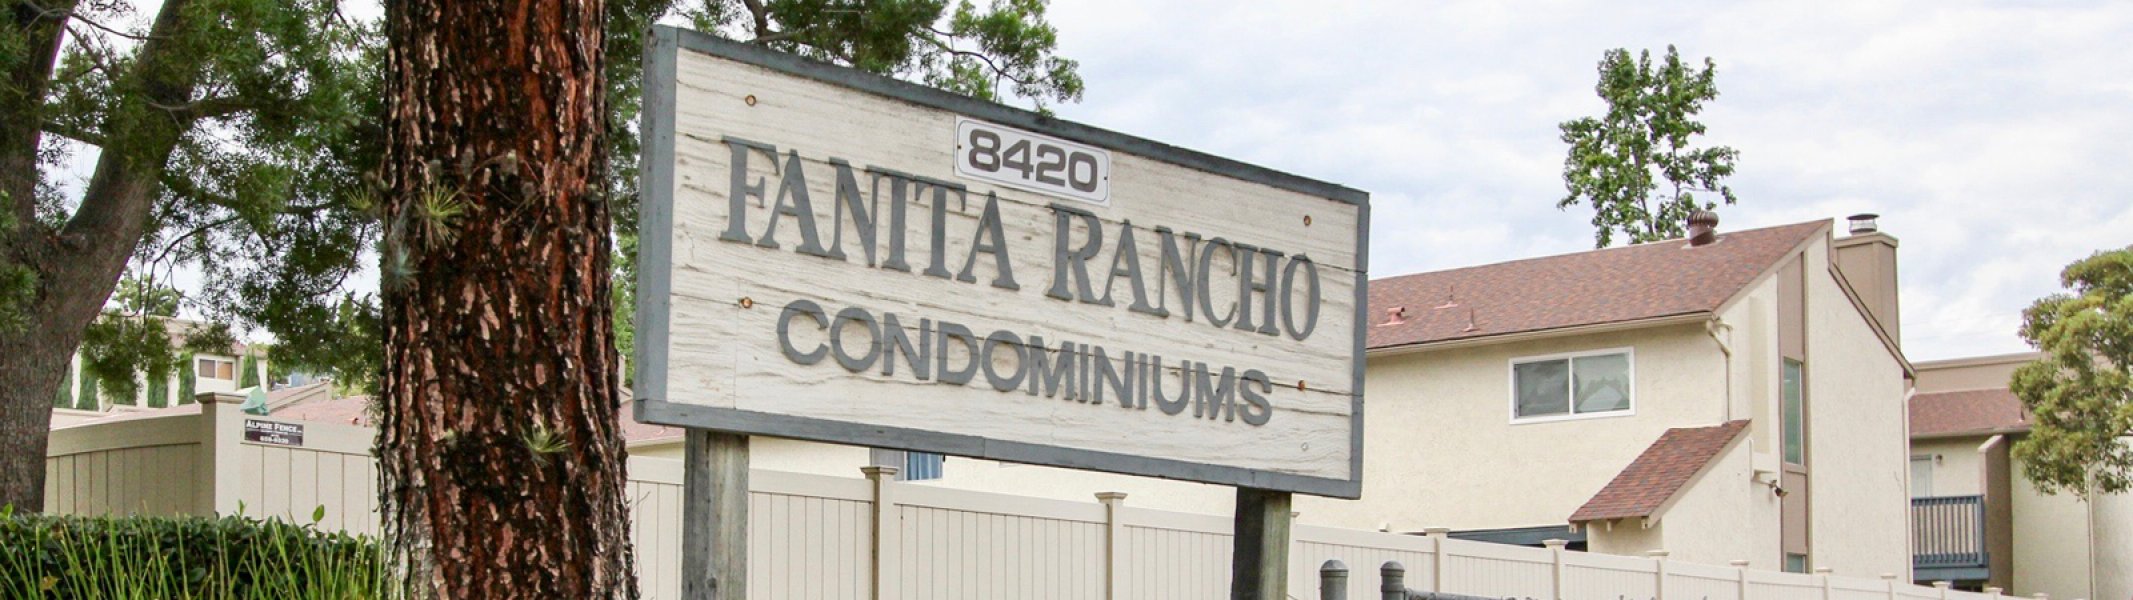 8420
FANITA RANCHO
CONDOMINIUMS
ALPINE FENCE